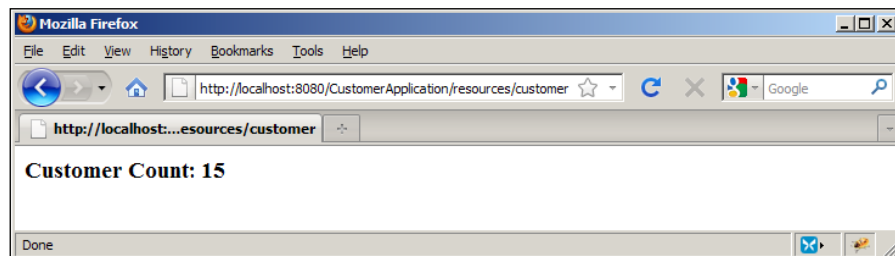 Mozilla Firefox
File Edit View History Bookmarks Tools Help
http://localhost:8080/CustomerApplication/resources/customer Google
http://localhost:...esources/customer
Customer Count: 15
Done